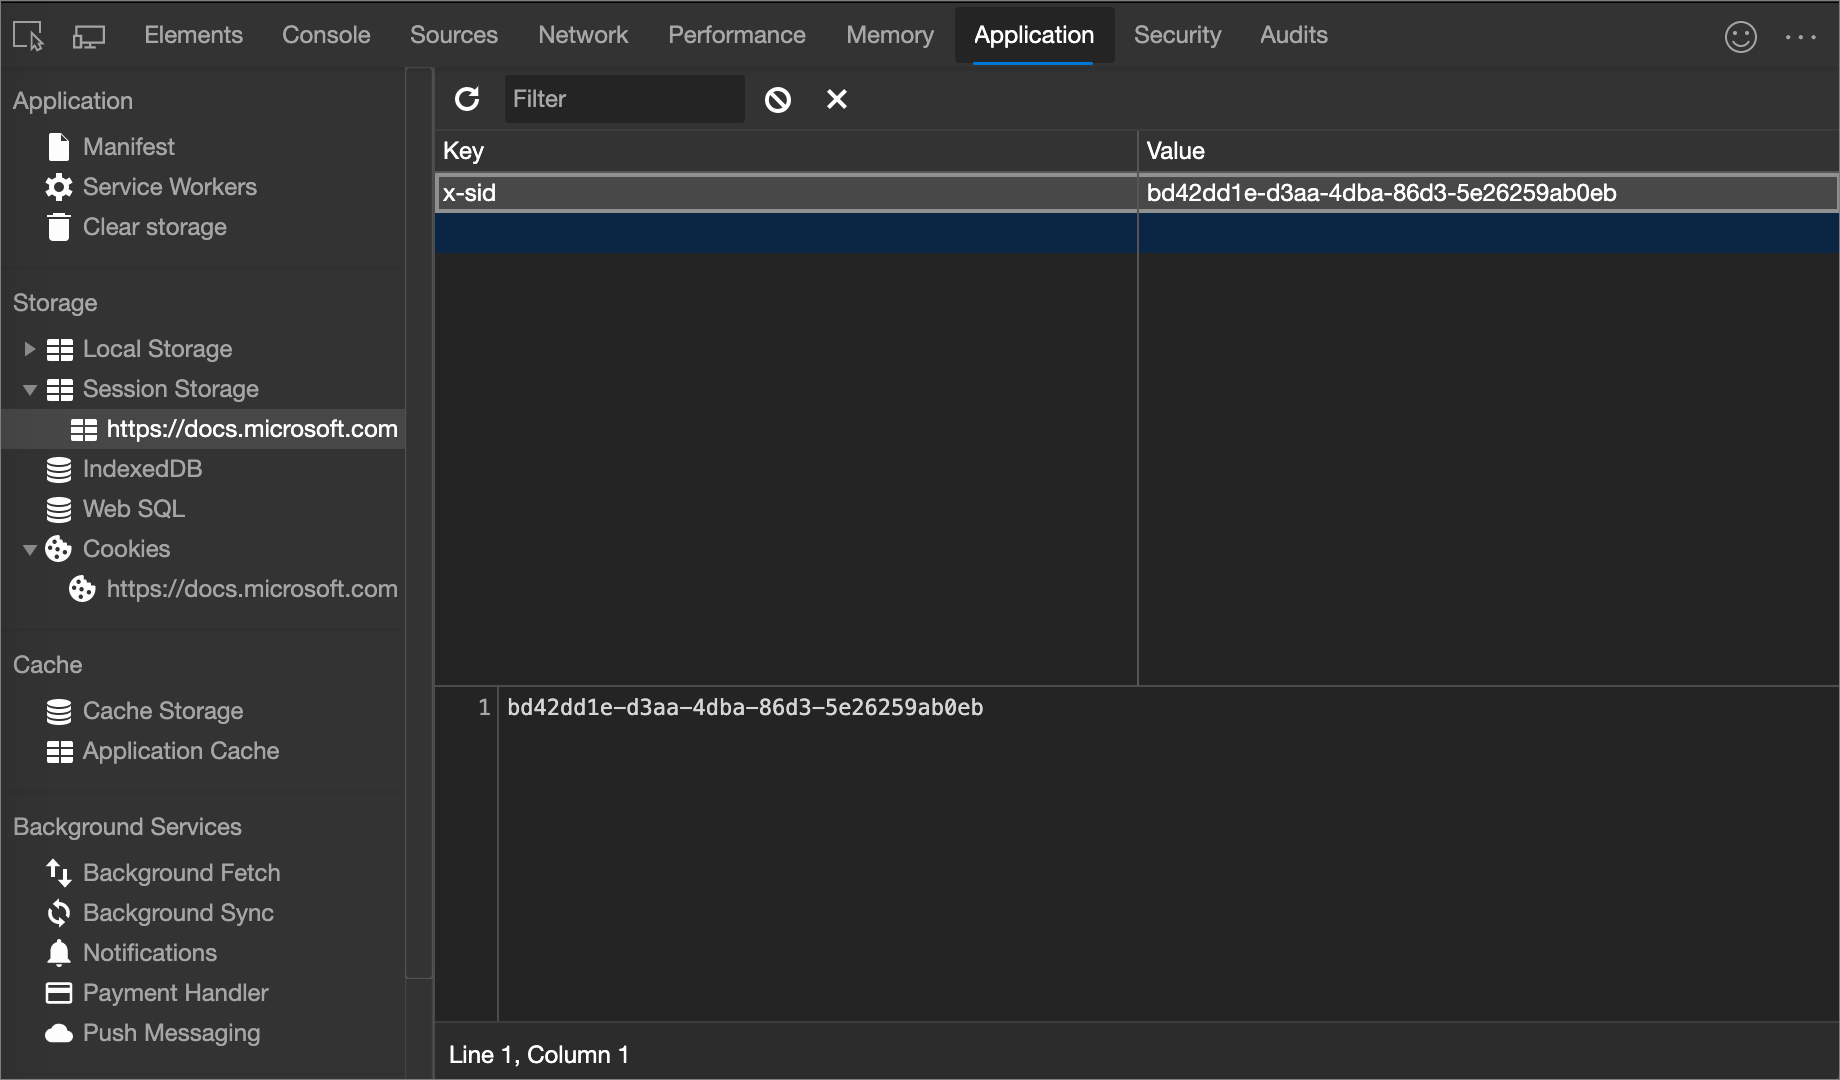 Elements Console Sources Network Performance Memory Application Security Audits
Application
Manifest
Service Workers
Clear storage
Storage
Local Storage
Session Storage
https://docs.microsoft.com
IndexedDB
Web SQL
Cookies
https://docs.microsoft.com
Cache
Cache Storage
Application Cache
Background Services
Background Fetch
Background Sync
Notifications
Payment Handler
Push Messaging
Filter
Key Value
x-sid bd42dd1e-d3aa-4dba-86d3-5e26259ab0eb
1 bd42dd1e-d3aa-4dba-86d3-5e26259ab0eb
Line 1, Column 1